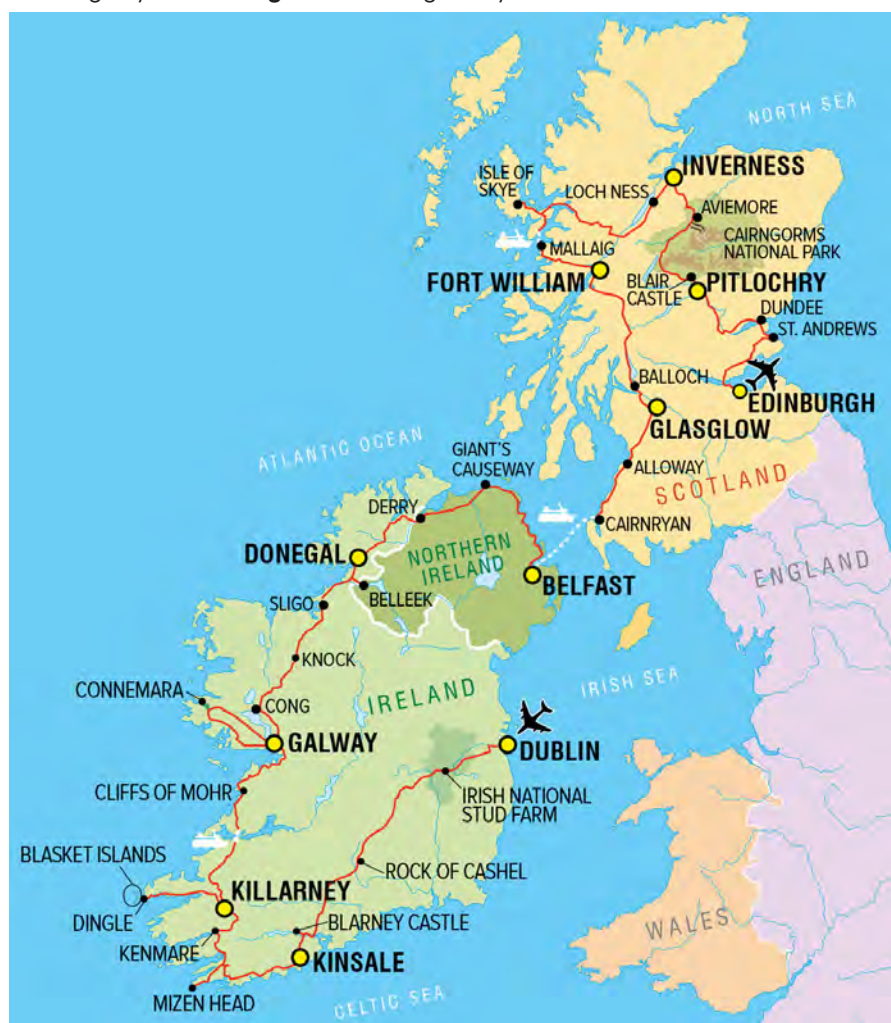 NORTH SEA
INVERNESS
ISLE OF
SKYE
LOCH NESS
AVIEMORE
CAIRNGORMS
NATIONAL PARK
MALLAIG
FORT WILLIAM
BLAIR
CASTLE
PITLOCHRY
DUNDEE
ST. ANDREWS
BALLOCH
EDINBURGH
GLASGLOW
ATLANTIC OCEAN
GIANT'S
CAUSEWAY
ALLOWAY
SCOTLAND
DERRY
CAIRNRYAN
DONEGAL
NORTHERN
IRELAND
ENGLAND
BELFAST
BELLEEK
SLIGO
KNOCK
IRISH SEA
CONNEMARA
IRELAND
CONG
GALWAY
DUBLIN
CLIFFS OF MOHR
IRISH NATIONAL
STUD FARM
BLASKET ISLANDS
ROCK OF CASHEL
KILLARNEY
DINGLE
BLARNEY CASTLE
WALES
KENMARE
KINSALE
MIZEN HEAD
CELTIC SEA